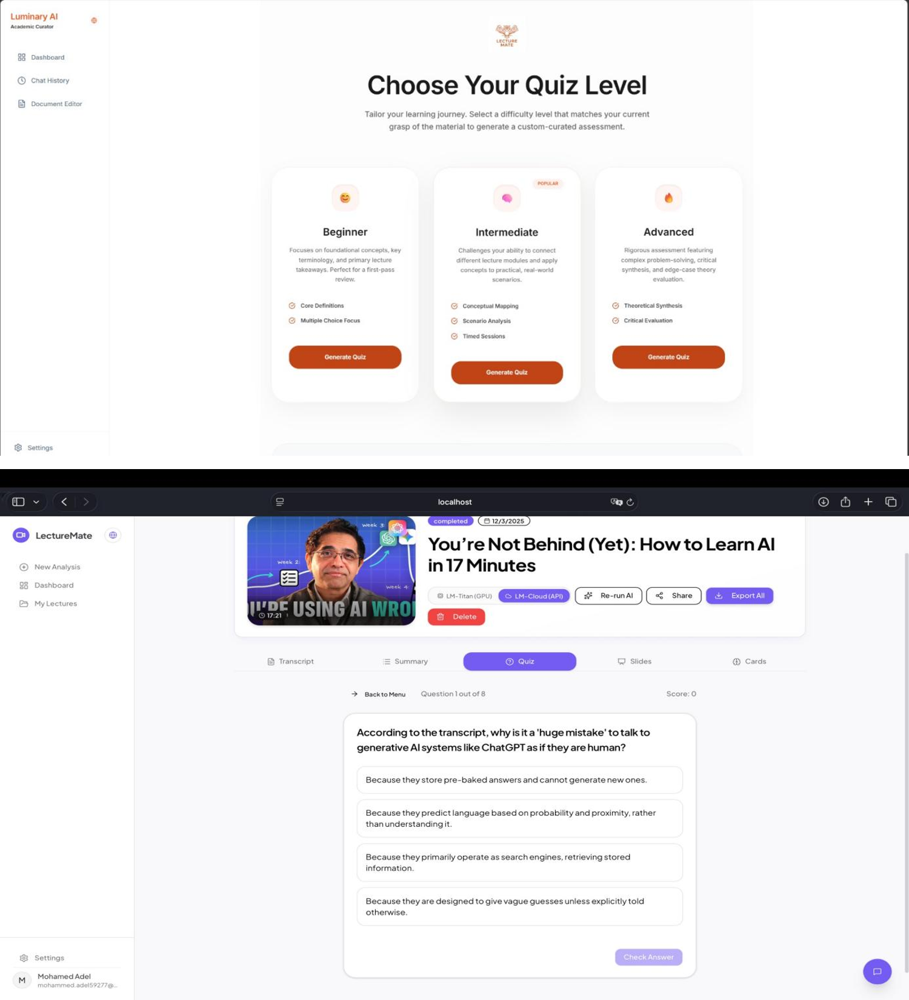 Luminary AI
Academic Curator
Dashboard
Chat History
Document Editor
Settings
LECTURE
MATE
Choose Your Quiz Level
Tailor your learning journey. Select a difficulty level that matches your current
grasp of the material to generate a custom-curated assessment.
Beginner
Focuses on foundational concepts, key
terminology, and primary lecture
takeaways. Perfect for a first-pass
review.
Core Definitions
Multiple Choice Focus
Generate Quiz
POPULAR
Intermediate
Challenges your ability to connect
different lecture modules and apply
concepts to practical, real-world
scenarios.
Conceptual Mapping
Scenario Analysis
Timed Sessions
Generate Quiz
Advanced
Rigorous assessment featuring
complex problem-solving, critical
synthesis, and edge-case theory
evaluation.
Theoretical Synthesis
Critical Evaluation
Generate Quiz
localhost
LectureMate
New Analysis
Dashboard
My Lectures
Settings
M
Mohamed Adel
mohammed.adel59277@...
week 3:
week 2:
week 4:
U'RE USING AI WRO
17:21
completed
12/3/2025
You're Not Behind (Yet): How to Learn AI
in 17 Minutes
LM-Titan (GPU)
LM-Cloud (API)
Re-run AI
Share
Export All
Delete
Transcript
Summary
Quiz
Slides
Cards
Back to Menu
Question 1 out of 8
Score: 0
According to the transcript, why is it a 'huge mistake' to talk to
generative AI systems like ChatGPT as if they are human?
Because they store pre-baked answers and cannot generate new ones.
Because they predict language based on probability and proximity, rather
than understanding it.
Because they primarily operate as search engines, retrieving stored
information.
Because they are designed to give vague guesses unless explicitly told
otherwise.
Check Answer